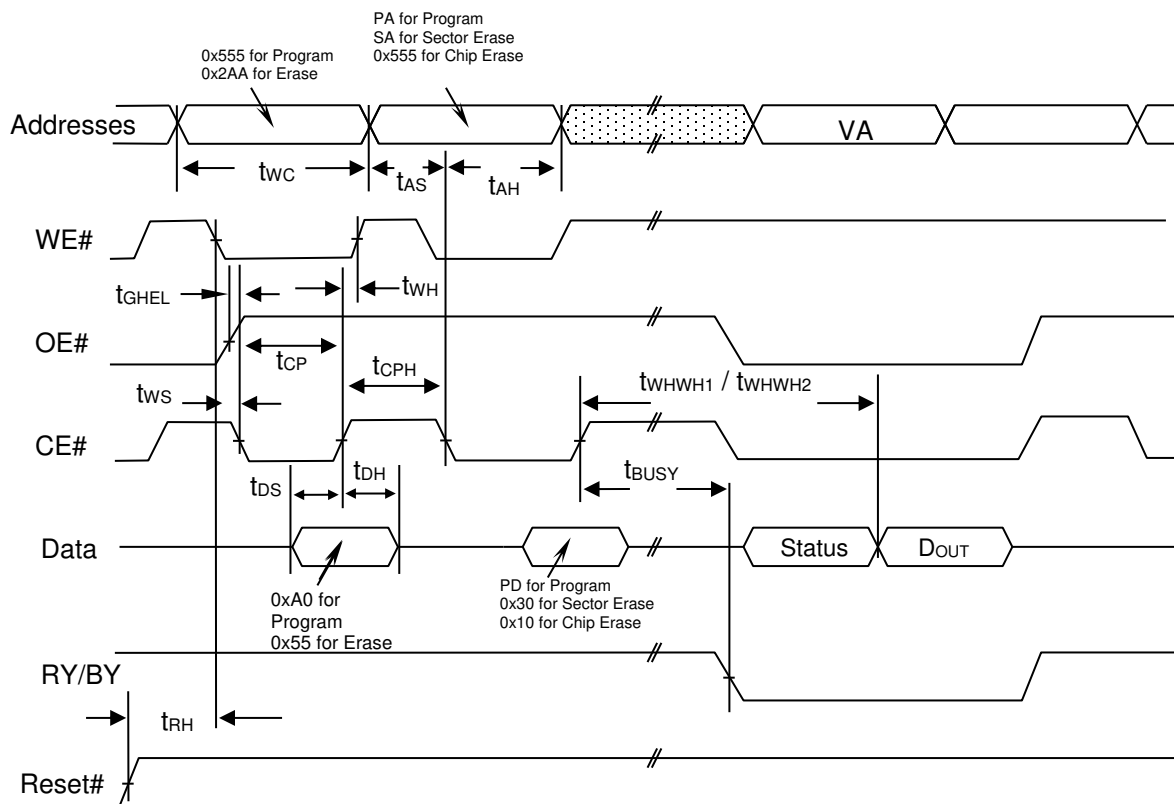 PA for Program
SA for Sector Erase
0x555 for Chip Erase
0x555 for Program
0x2AA for Erase
Addresses
VA
tWC
tAS
tAH
WE#
tGHEL
tWH
OE#
tCP
tCPH
tWHWH1 / tWHWH2
tWS
CE#
tDS
tDH
tBUSY
Data
Status
DOUT
0xA0 for
Program
0x55 for Erase
PD for Program
0x30 for Sector Erase
0x10 for Chip Erase
RY/BY
tRH
Reset#